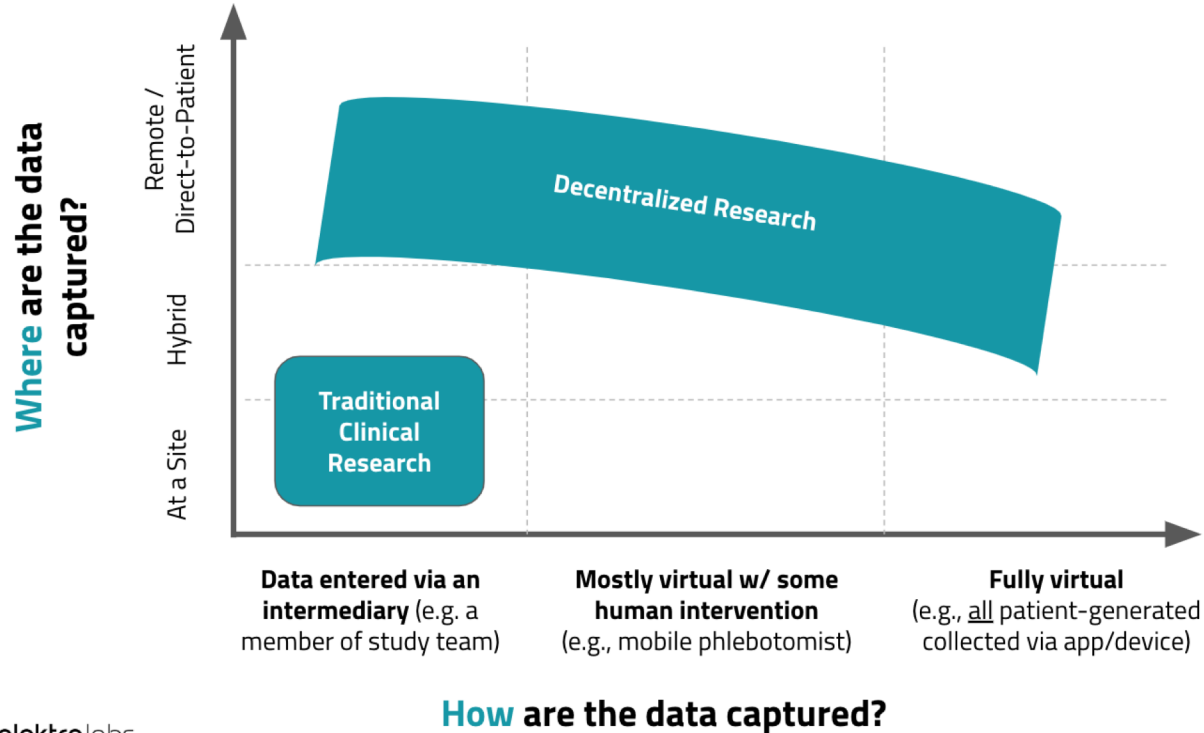 Where are the data
captured?
Remote /
Direct-to-Patient
Hybrid
At a Site
Decentralized Research
Traditional
Clinical
Research
Data entered via an
intermediary (e.g. a
member of study team)
Mostly virtual w/ some
human intervention
(e.g., mobile phlebotomist)
Fully virtual
(e.g., all patient-generated
collected via app/device)
How are the data captured?